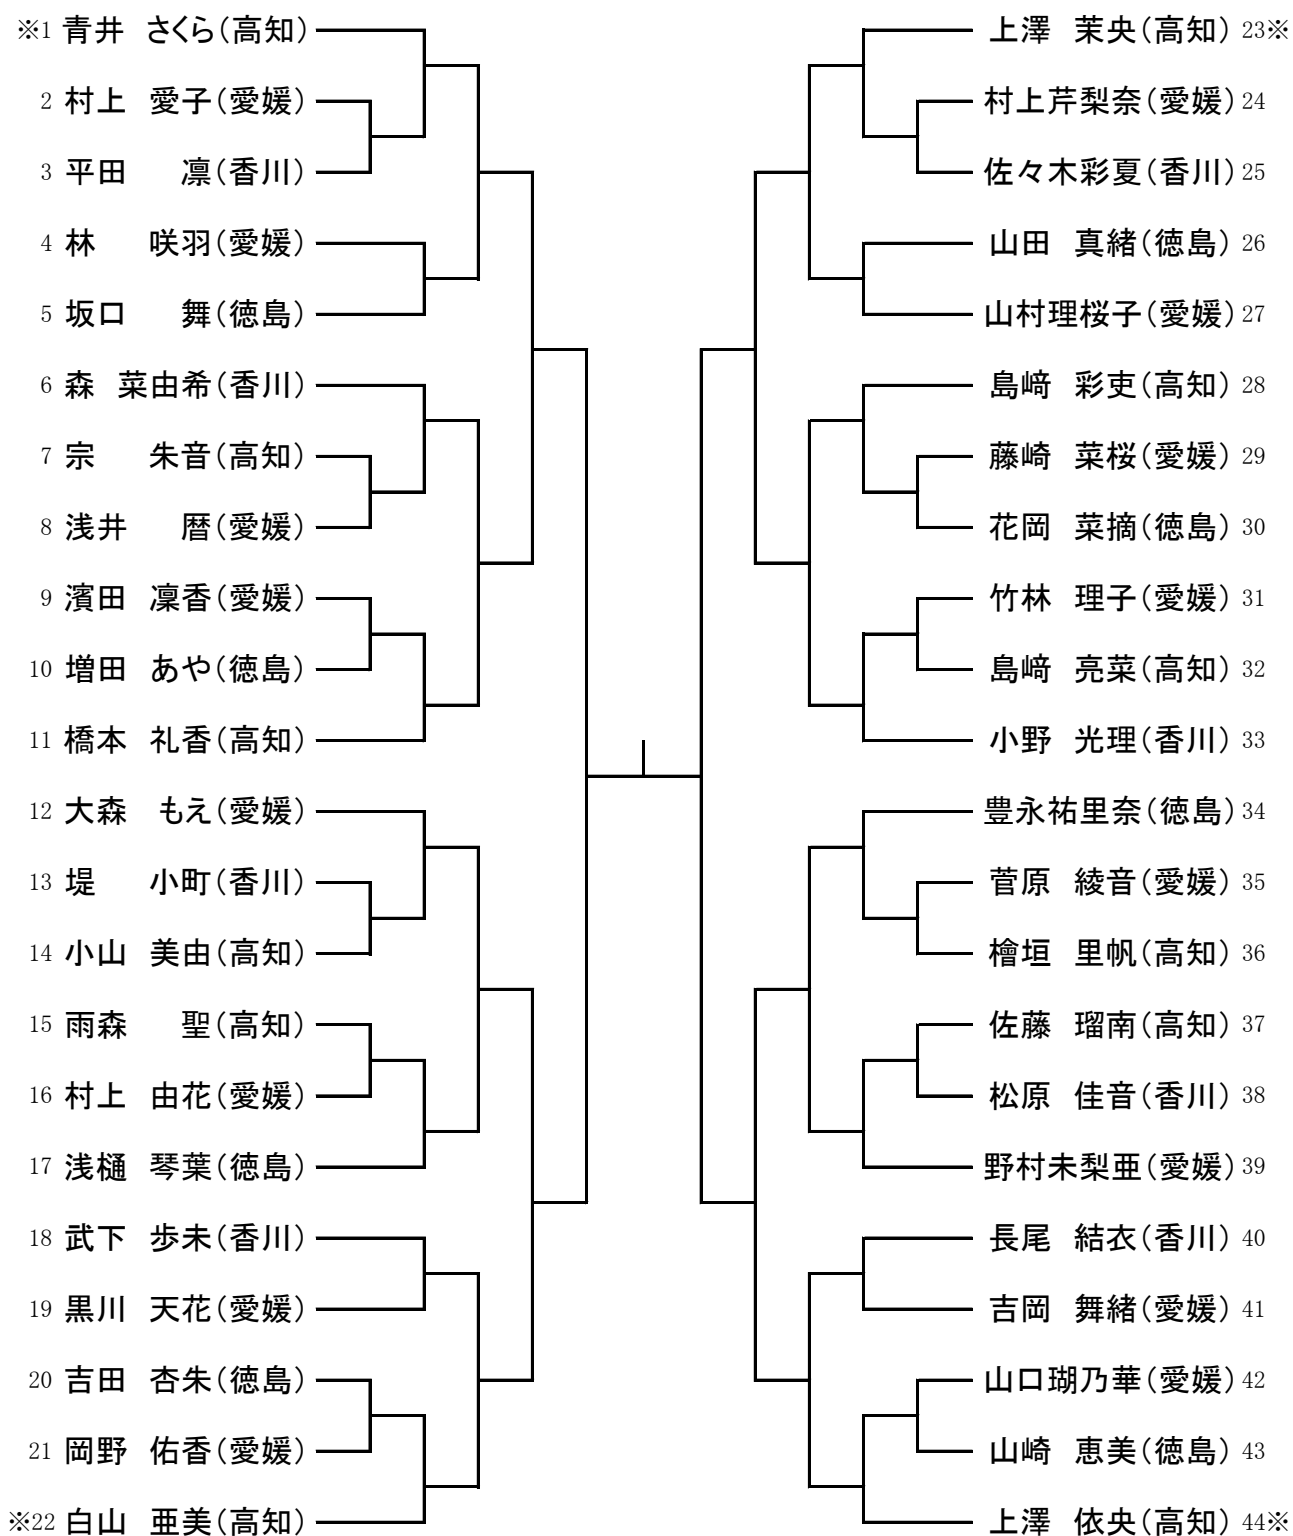 ※1 青井 さくら(高知)
2 村上 愛子(愛媛)
3 平田 凛(香川)
4 林 咲羽(愛媛)
5 坂口 舞(徳島)
6 森 菜由希(香川)
7 宗 朱音(高知)
8 浅井 暦(愛媛)
9 濱田 凜香(愛媛)
10 増田 あや(徳島)
11 橋本 礼香(高知)
12 大森 もえ(愛媛)
13 堤 小町(香川)
14 小山 美由(高知)
15 雨森 聖(高知)
16 村上 由花(愛媛)
17 浅樋 琴葉(徳島)
18 武下 歩未(香川)
19 黒川 天花(愛媛)
20 吉田 杏朱(徳島)
21 岡野 佑香(愛媛)
※22 白山 亜美(高知)
上澤 茉央(高知) 23※
村上芹梨奈(愛媛) 24
佐々木彩夏(香川) 25
山田 真緒(徳島) 26
山村理桜子(愛媛) 27
島﨑 彩吏(高知) 28
藤崎 菜桜(愛媛) 29
花岡 菜摘(徳島) 30
竹林 理子(愛媛) 31
島﨑 亮菜(高知) 32
小野 光理(香川) 33
豊永祐里奈(徳島) 34
菅原 綾音(愛媛) 35
檜垣 里帆(高知) 36
佐藤 瑠南(高知) 37
松原 佳音(香川) 38
野村未梨亜(愛媛) 39
長尾 結衣(香川) 40
吉岡 舞緒(愛媛) 41
山口瑚乃華(愛媛) 42
山崎 恵美(徳島) 43
上澤 依央(高知) 44※